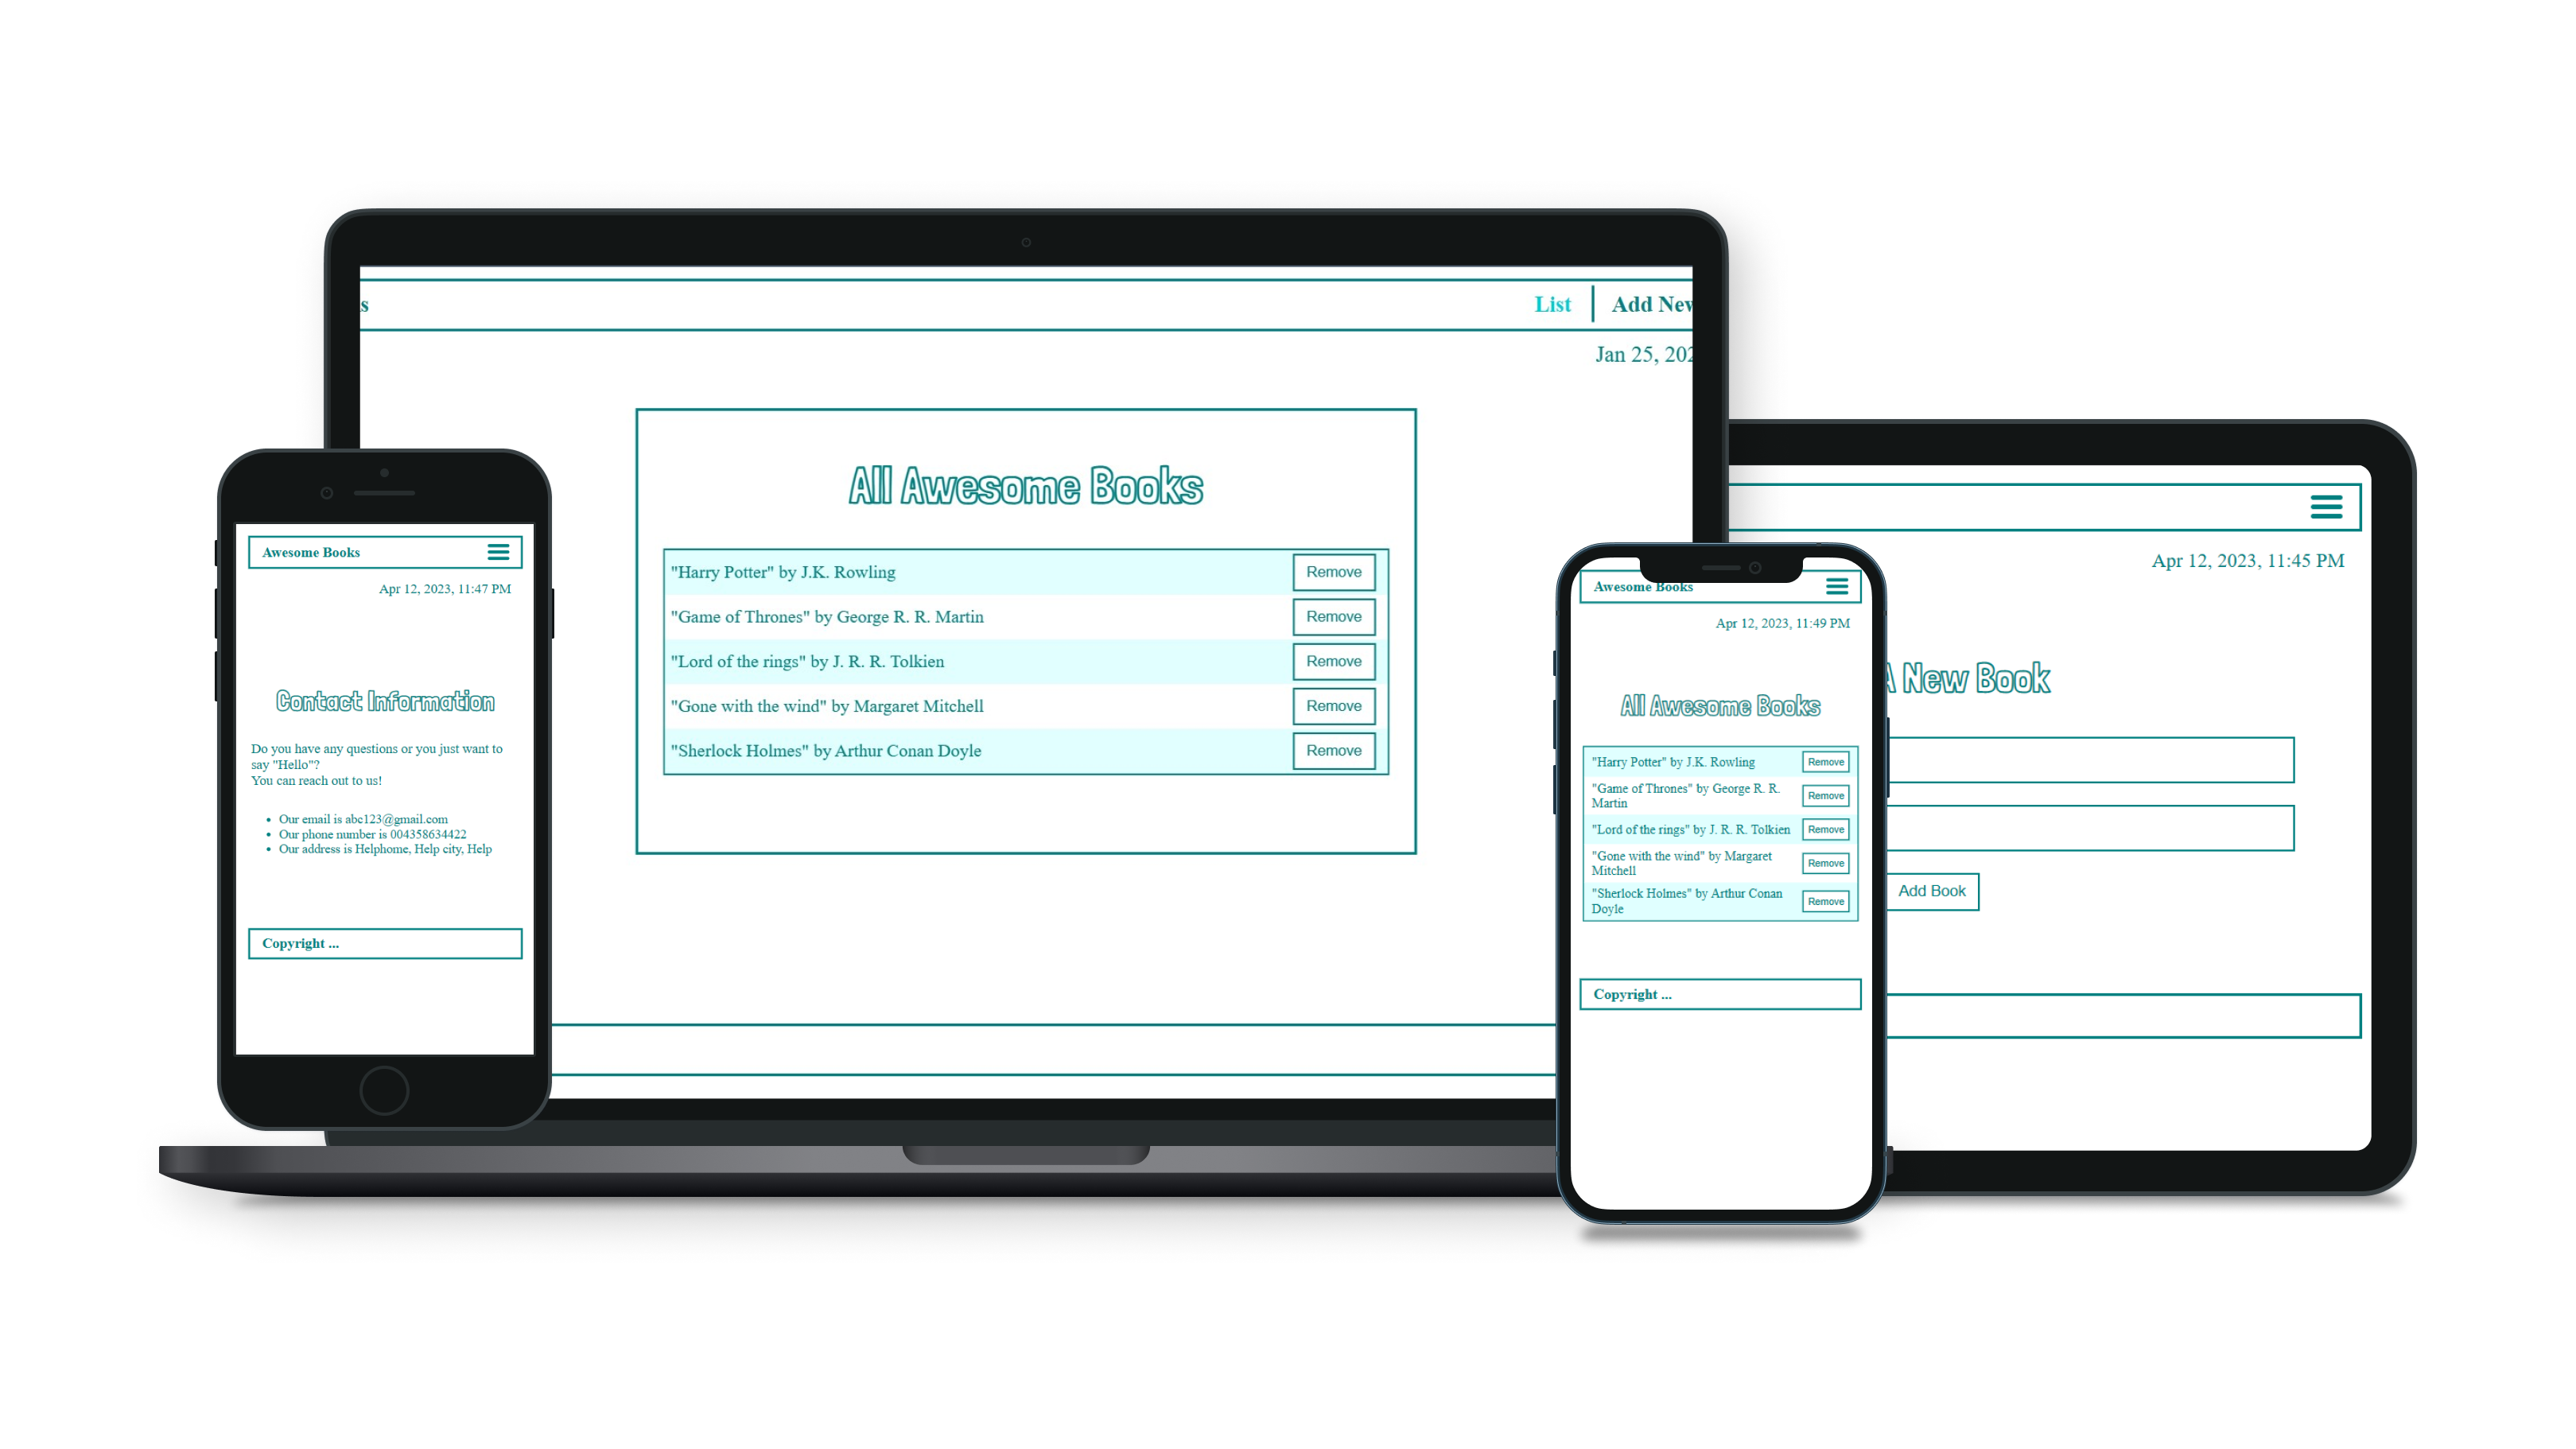 s
List
Add New
Jan 25, 202
All Awesome Books
"Harry Potter" by J.K. Rowling
Remove
"Game of Thrones" by George R. R. Martin
Remove
"Lord of the rings" by J. R. R. Tolkien
Remove
"Gone with the wind" by Margaret Mitchell
Remove
"Sherlock Holmes" by Arthur Conan Doyle
Remove
Awesome Books
Apr 12, 2023, 11:47 PM
Contact Information
Do you have any questions or you just want to
say "Hello"?
You can reach out to us!
Our email is abc123@gmail.com
Our phone number is 004358634422
Our address is Helphome, Help city, Help
Copyright ...
Awesome Books
Apr 12, 2023, 11:49 PM
All Awesome Books
"Harry Potter" by J.K. Rowling
Remove
"Game of Thrones" by George R. R.
Martin
Remove
"Lord of the rings" by J. R. R. Tolkien
Remove
"Gone with the wind" by Margaret
Mitchell
Remove
"Sherlock Holmes" by Arthur Conan
Doyle
Remove
Copyright ...
Apr 12, 2023, 11:45 PM
A New Book
Add Book